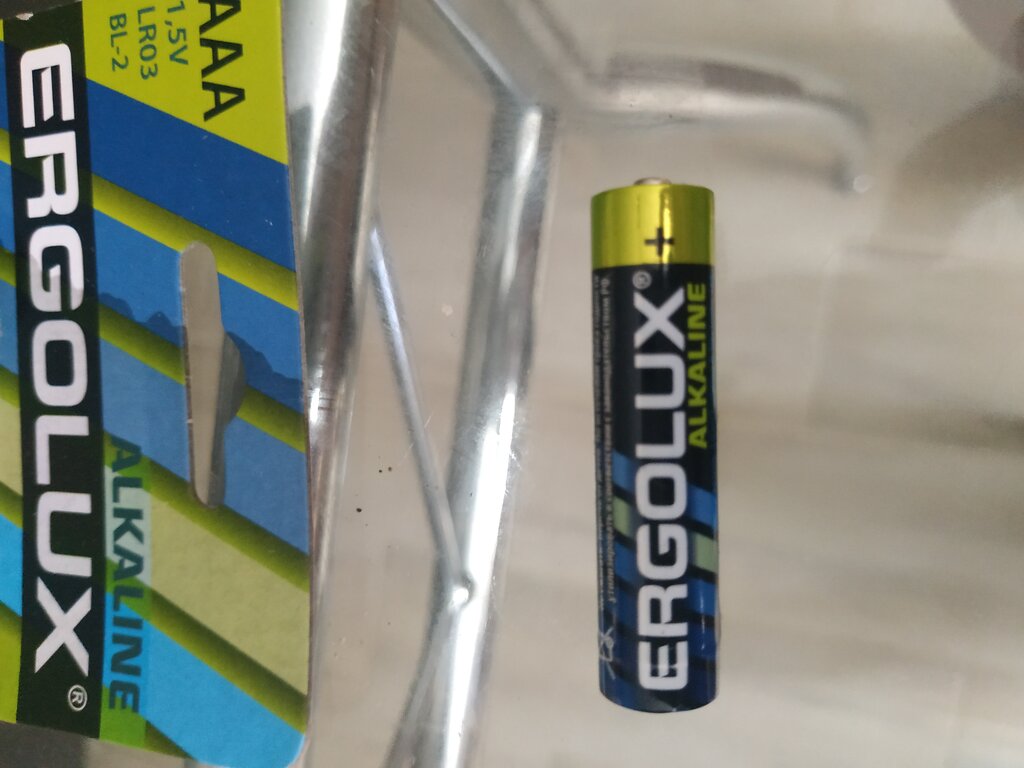 AAA
1,5V
LR03
BL-2
ERGOLUX®
ALKALINE
+
ERGOLUX®
ALKALINE